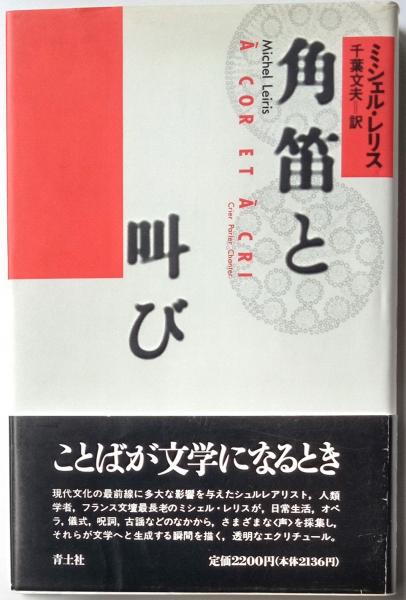 ミシェル・レリス
千葉文夫=訳
角笛と
叫び
Michel Leiris
À COR ET À CRI
Crier Parler Chanter
ことばが文学になるとき
現代文化の最前線に多大な影響を与えたシュルレアリスト，人類
学者，フランス文壇最長老のミシェル・レリスが，日常生活，オペ
ラ，儀式，呪詞，古謡などのなかから，さまざまな〈声〉を採集し，
それらが文学へと生成する瞬間を描く，透明なエクリチュール。
青土社
定価2200円(本体2136円)